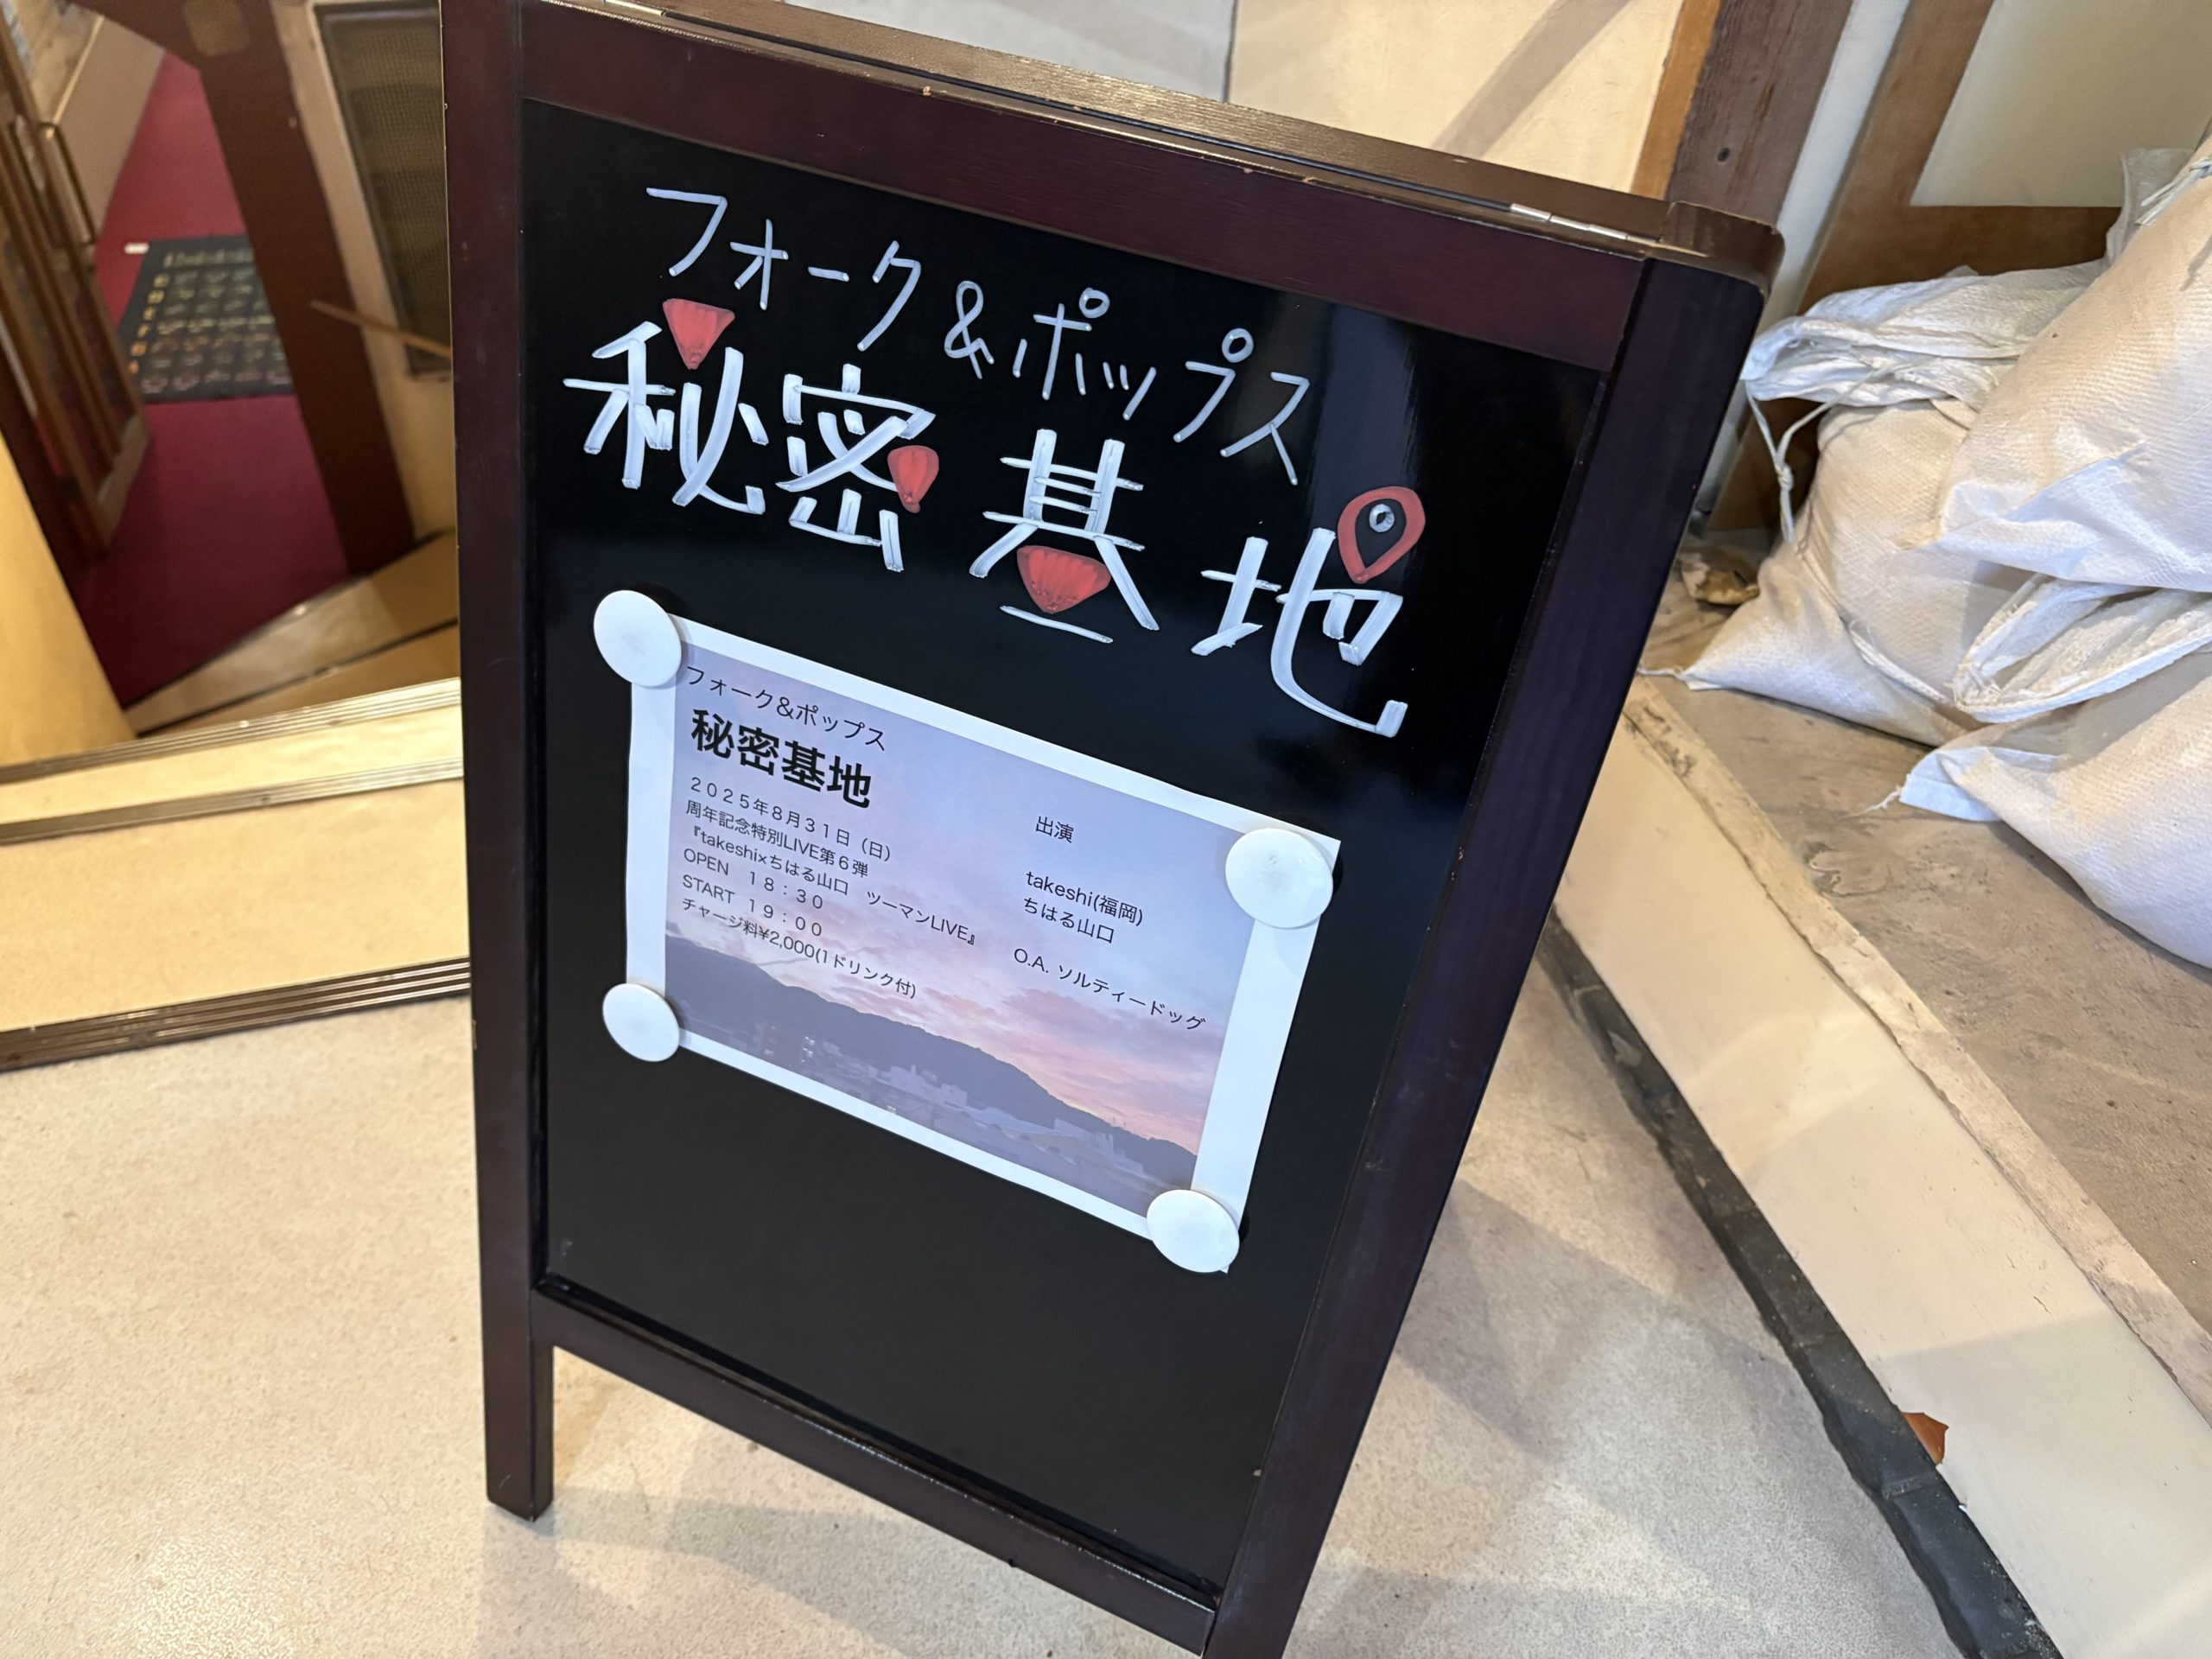 フォーク&ポップス
秘密基地
フォーク&ポップス
秘密基地
2025年8月31日（日）
周年記念特別LIVE第6弾
『takeshi×ちはる山口　ツーマンLIVE』
OPEN　18：30
START　19：00
チャージ料¥2,000(1ドリンク付)
出演
takeshi(福岡)
ちはる山口
O.A. ソルティードッグ